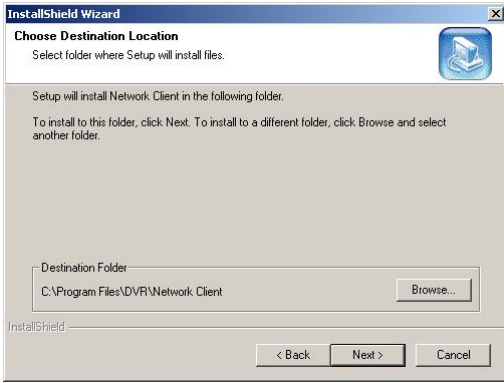 InstallShield Wizard
Choose Destination Location
Select folder where Setup will install files.
Setup will install Network Client in the following folder.
To install to this folder, click Next. To install to a different folder, click Browse and select
another folder.
Destination Folder
C:\Program Files\DVR\Network Client
Browse...
InstallShield
< Back
Next >
Cancel